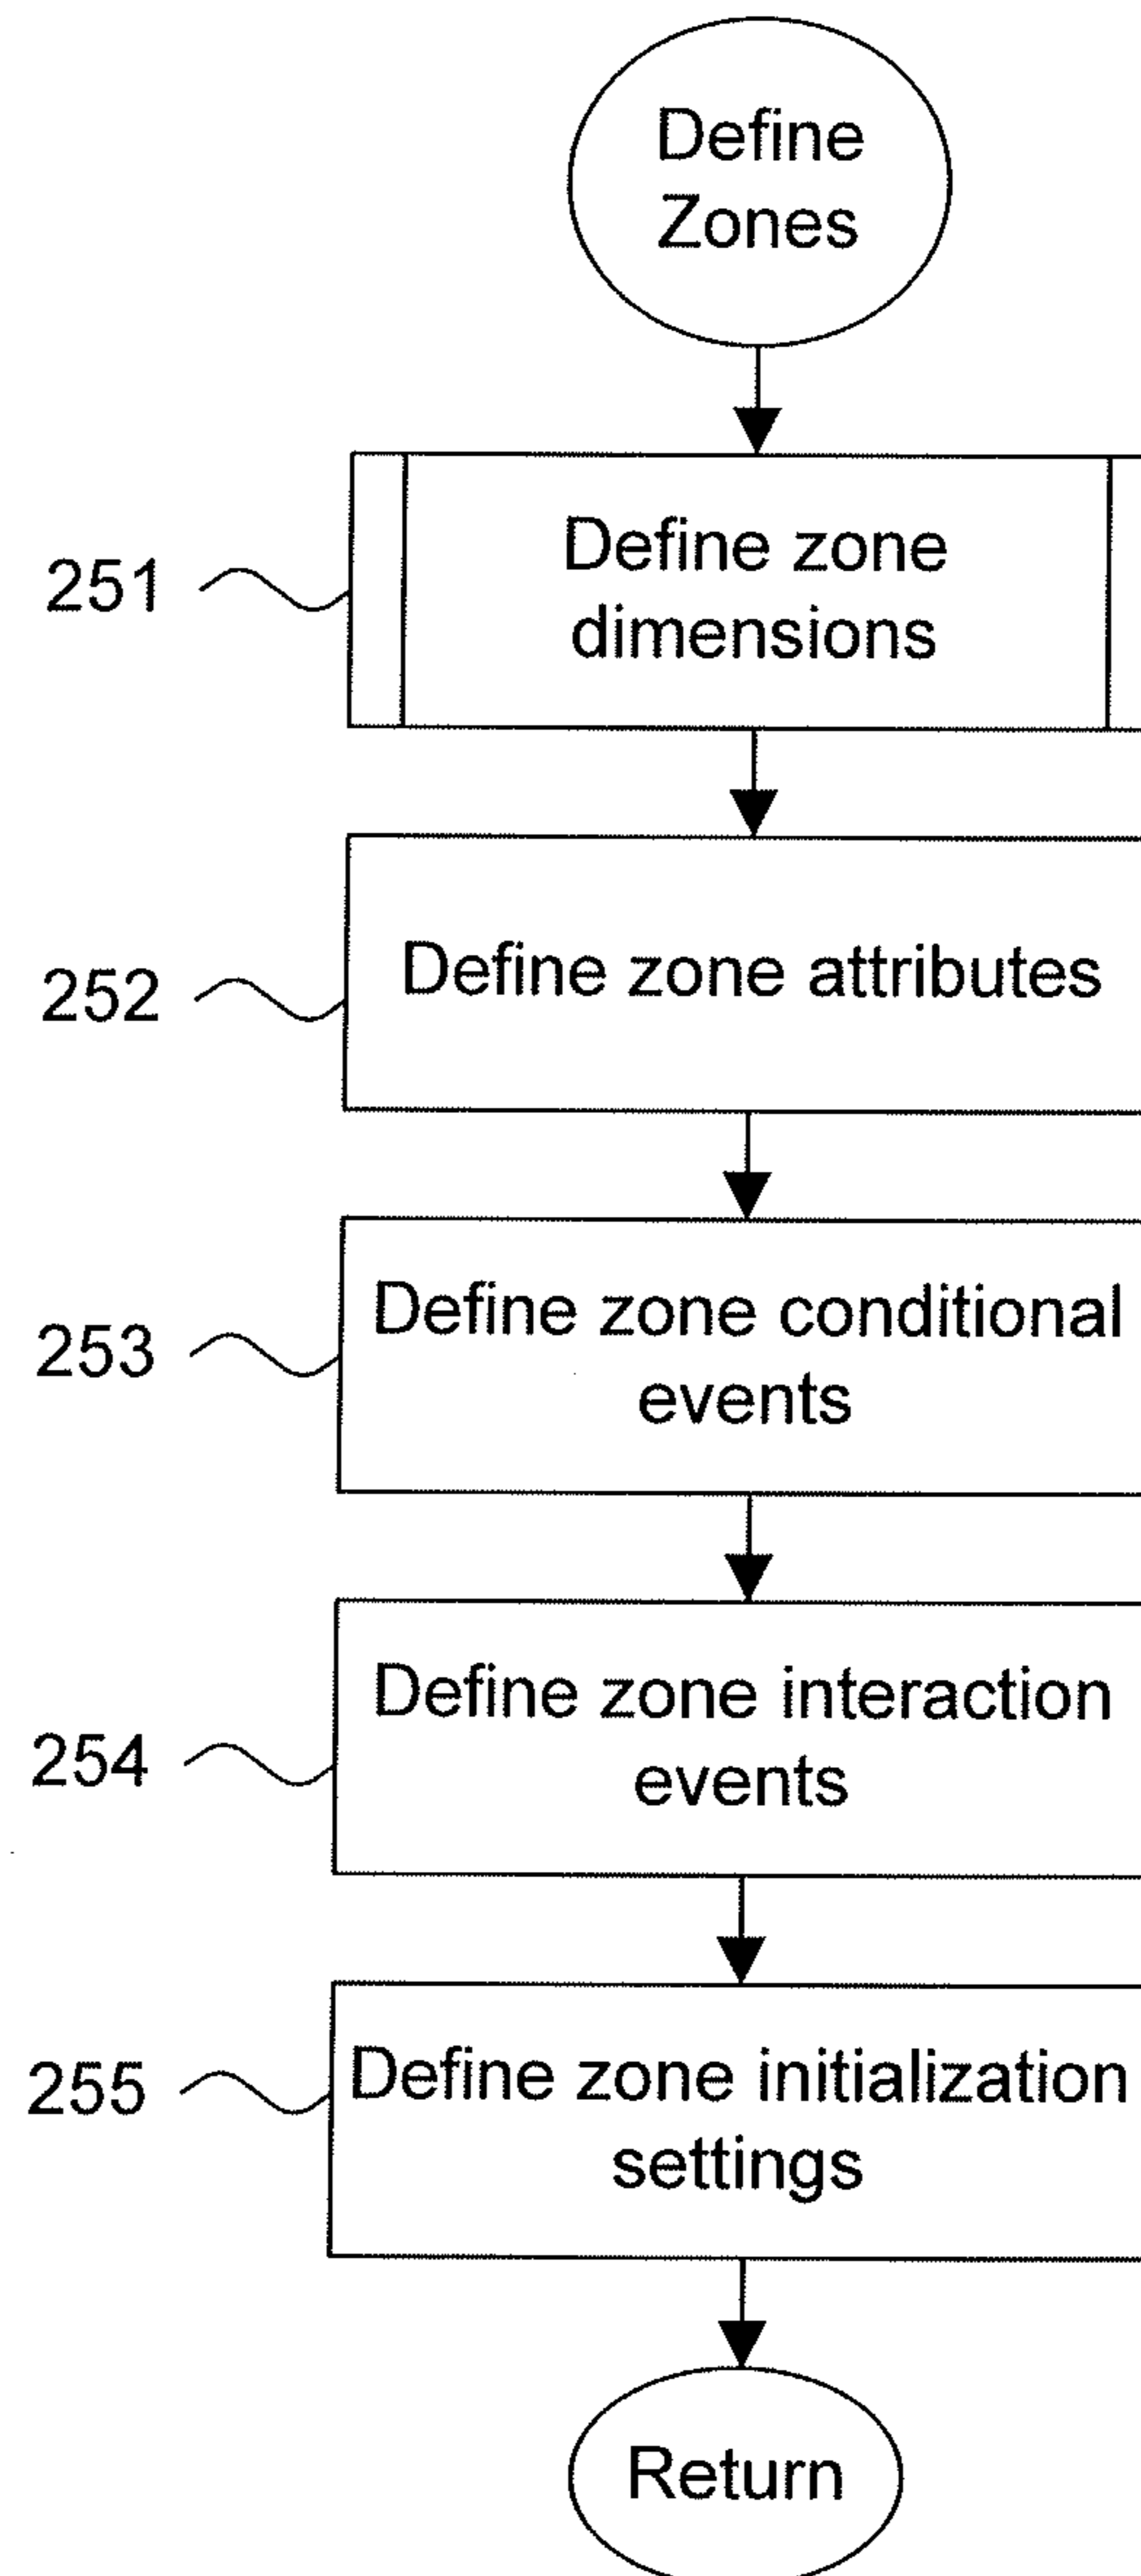 Define
Zones
251
Define zone
dimensions
252
Define zone attributes
253
Define zone conditional
events
254
Define zone interaction
events
255
Define zone initialization
settings
Return